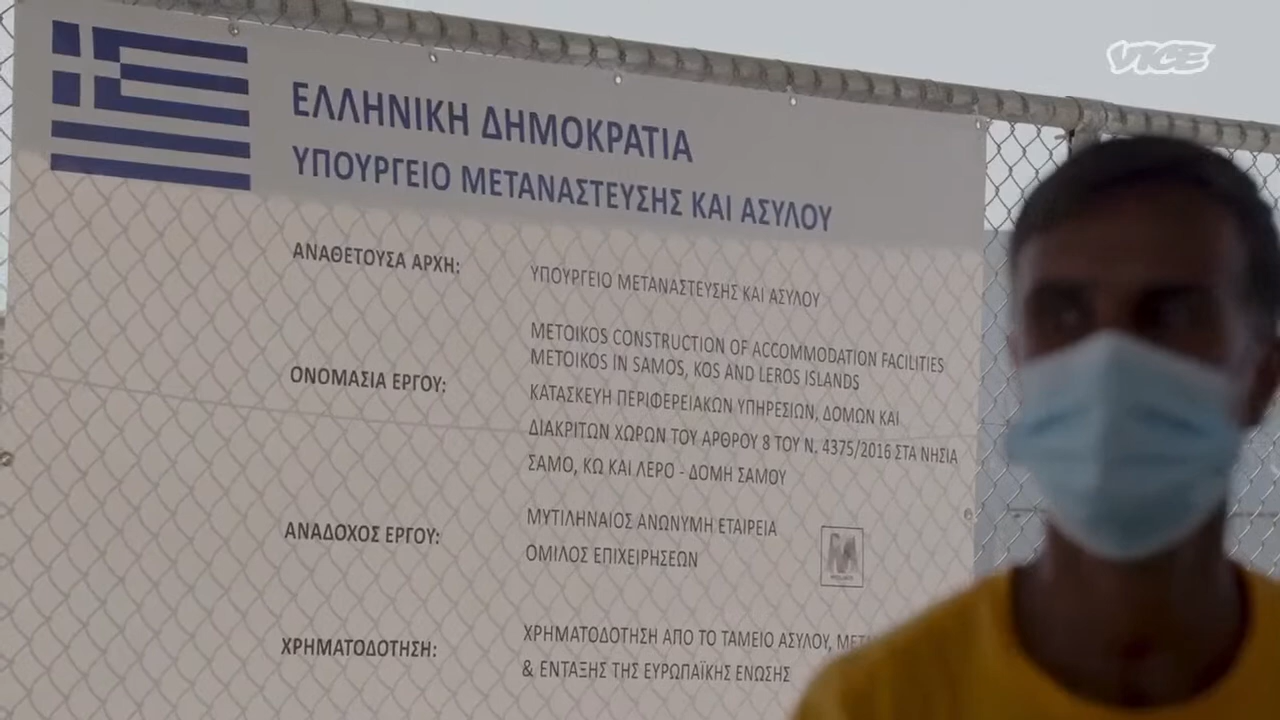 VICE
ΕΛΛΗΝΙΚΗ ΔΗΜΟΚΡΑΤΙΑ
ΥΠΟΥΡΓΕΙΟ ΜΕΤΑΝΑΣΤΕΥΣΗΣ ΚΑΙ ΑΣΥΛΟΥ
ΑΝΑΘΕΤΟΥΣΑ ΑΡΧΗ:
ΥΠΟΥΡΓΕΙΟ ΜΕΤΑΝΑΣΤΕΥΣΗΣ ΚΑΙ ΑΣΥΛΟΥ
ΟΝΟΜΑΣΙΑ ΕΡΓΟΥ:
METOIKOS CONSTRUCTION OF ACCOMMODATION FACILITIES
METOIKOS IN SAMOS, KOS AND LEROS ISLANDS
ΚΑΤΑΣΚΕΥΗ ΠΕΡΙΦΕΡΕΙΑΚΩΝ ΥΠΗΡΕΣΙΩΝ, ΔΟΜΩΝ ΚΑΙ
ΔΙΑΚΡΙΤΩΝ ΧΩΡΩΝ ΤΟΥ ΑΡΘΡΟΥ 8 ΤΟΥ Ν. 4375/2016 ΣΤΑ ΝΗΣΙΑ
ΣΑΜΟ, ΚΩ ΚΑΙ ΛΕΡΟ - ΔΟΜΗ ΣΑΜΟΥ
ΑΝΑΔΟΧΟΣ ΕΡΓΟΥ:
ΜΥΤΙΛΗΝΑΙΟΣ ΑΝΩΝΥΜΗ ΕΤΑΙΡΕΙΑ
ΟΜΙΛΟΣ ΕΠΙΧΕΙΡΗΣΕΩΝ
ΧΡΗΜΑΤΟΔΟΤΗΣΗ:
ΧΡΗΜΑΤΟΔΟΤΗΣΗ ΑΠΟ ΤΟ ΤΑΜΕΙΟ ΑΣΥΛΟΥ,
& ΕΝΤΑΞΗΣ ΤΗΣ ΕΥΡΩΠΑΪΚΗΣ ΕΝΩΣΗΣ